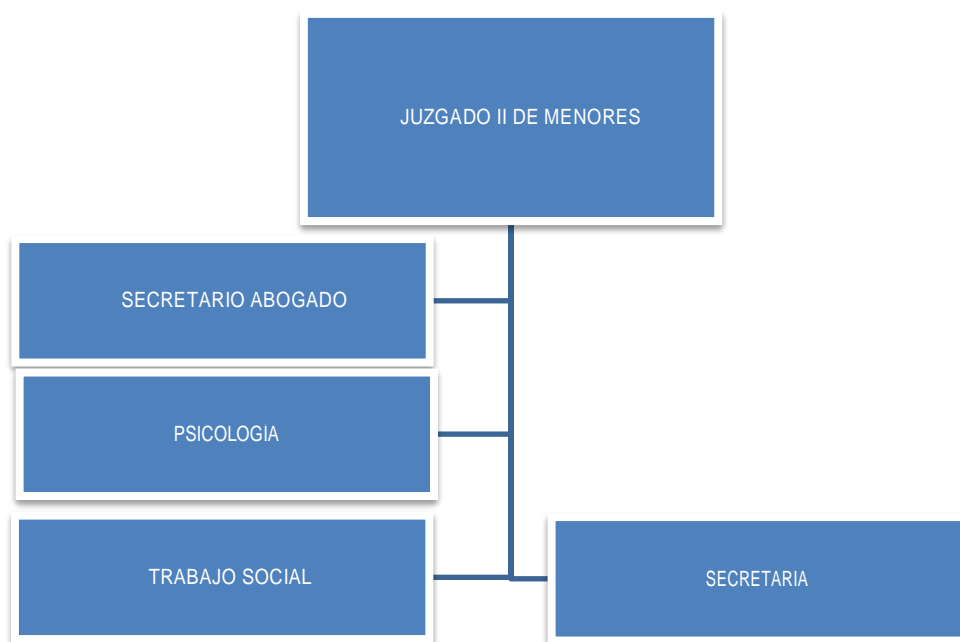 JUZGADO II DE MENORES
SECRETARIO ABOGADO
PSICOLOGIA
TRABAJO SOCIAL
SECRETARIA